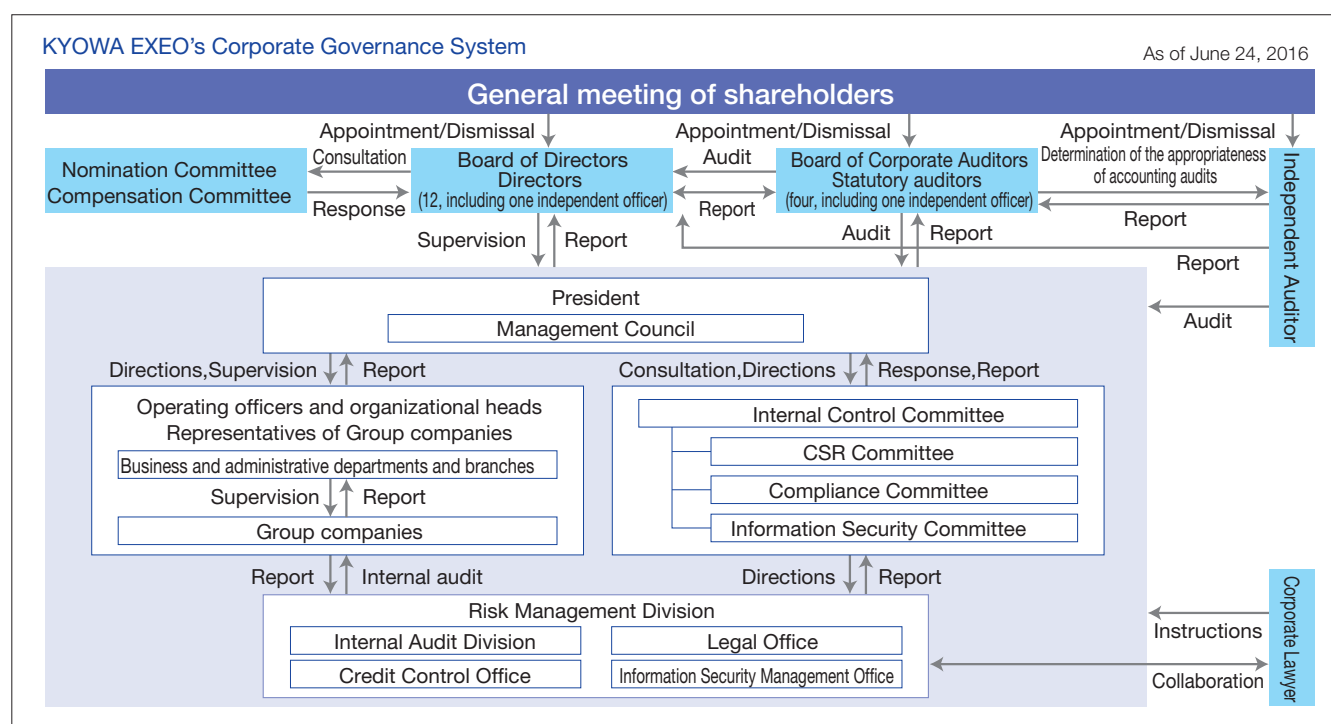 KYOWA EXEO's Corporate Governance System
As of June 24, 2016
General meeting of shareholders
Appointment/Dismissal
Appointment/Dismissal
Appointment/Dismissal
Nomination Committee
Compensation Committee
Consultation
Response
Board of Directors
Directors
(12, including one independent officer)
Audit
Report
Board of Corporate Auditors
Statutory auditors
(four, including one independent officer)
Determination of the appropriateness
of accounting audits
Report
Independent Auditor
Supervision
Report
Audit
Report
Report
Audit
President
Management Council
Directions,Supervision
Report
Consultation,Directions
Response,Report
Operating officers and organizational heads
Representatives of Group companies
Business and administrative departments and branches
Supervision
Report
Group companies
Internal Control Committee
CSR Committee
Compliance Committee
Information Security Committee
Report
Internal audit
Directions
Report
Risk Management Division
Internal Audit Division
Legal Office
Credit Control Office
Information Security Management Office
Instructions
Collaboration
Corporate Lawyer